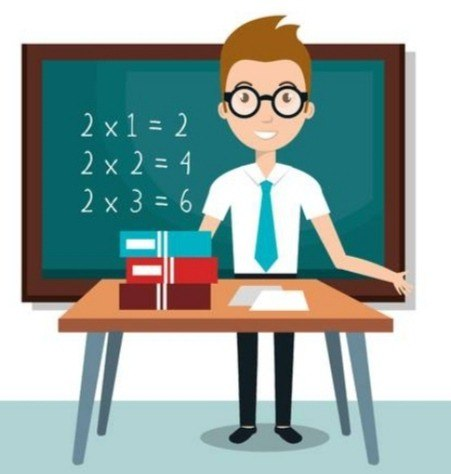 2 x 1 = 2
2 x 2 = 4
2 x 3 = 6